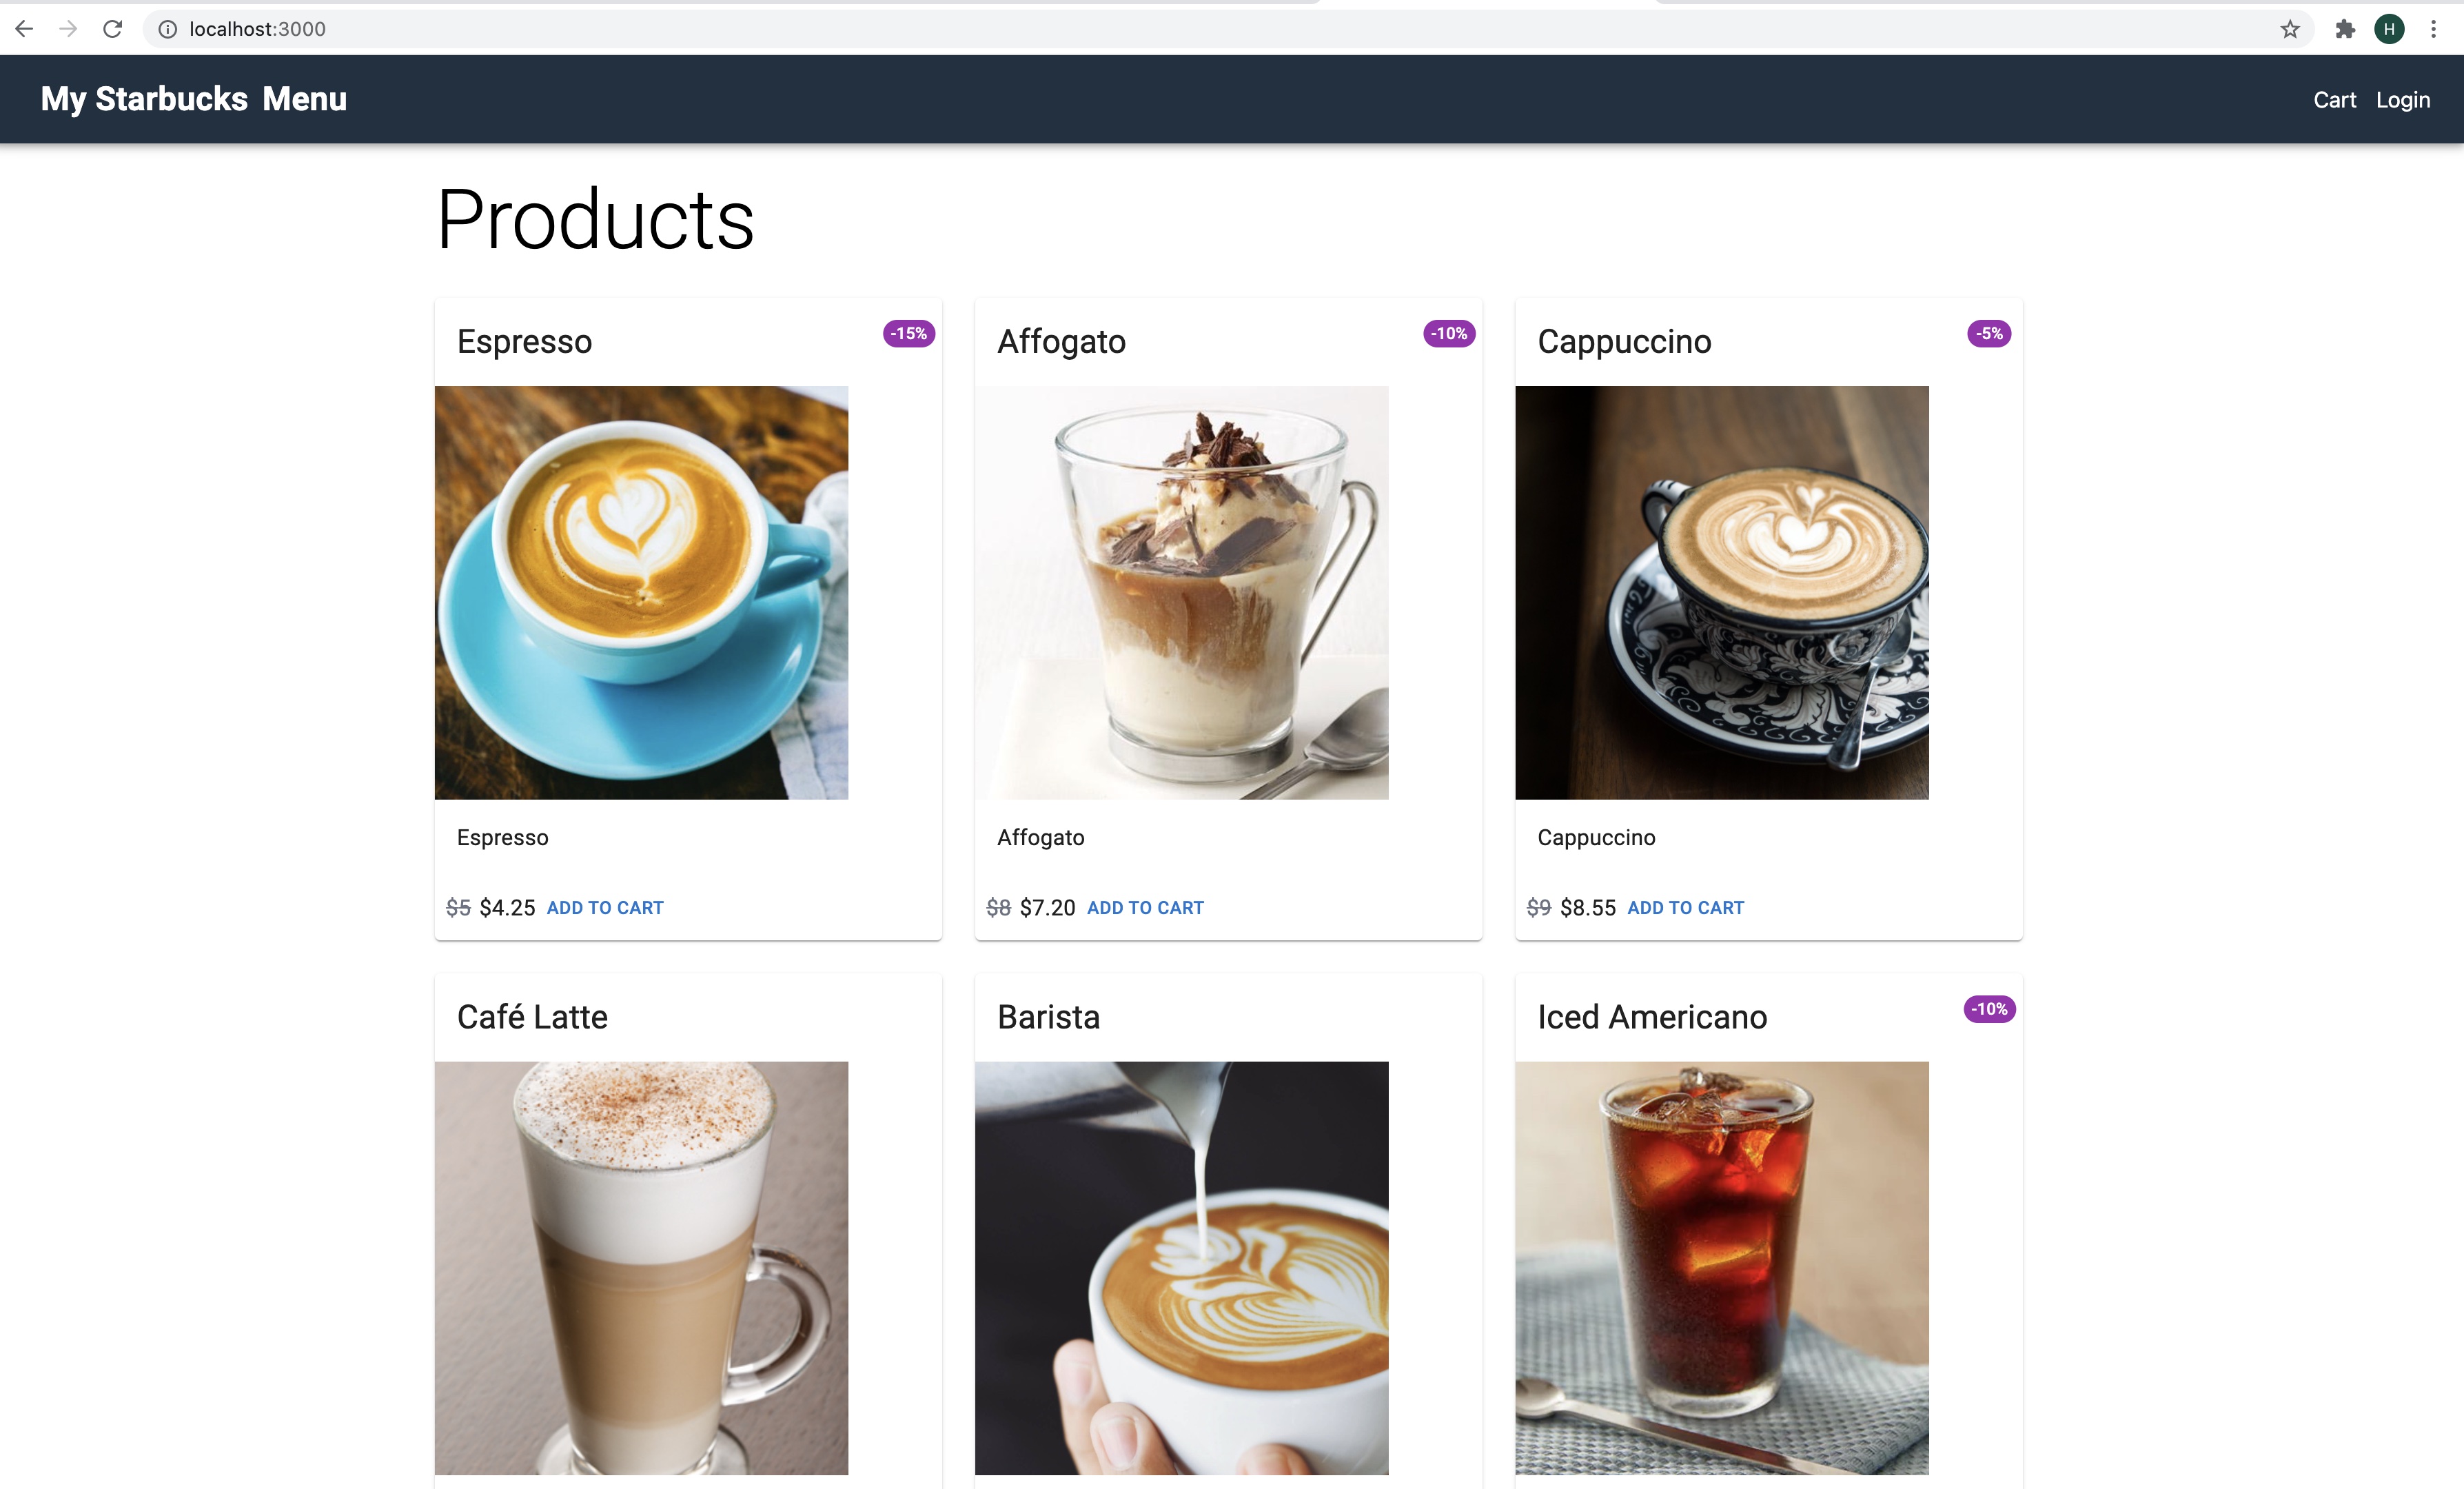 localhost:3000
H
My Starbucks Menu
Cart Login
Products
Espresso -15%
Affogato -10%
Cappuccino -5%
Espresso
Affogato
Cappuccino
$5 $4.25 ADD TO CART
$8 $7.20 ADD TO CART
$9 $8.55 ADD TO CART
Café Latte
Barista
Iced Americano -10%